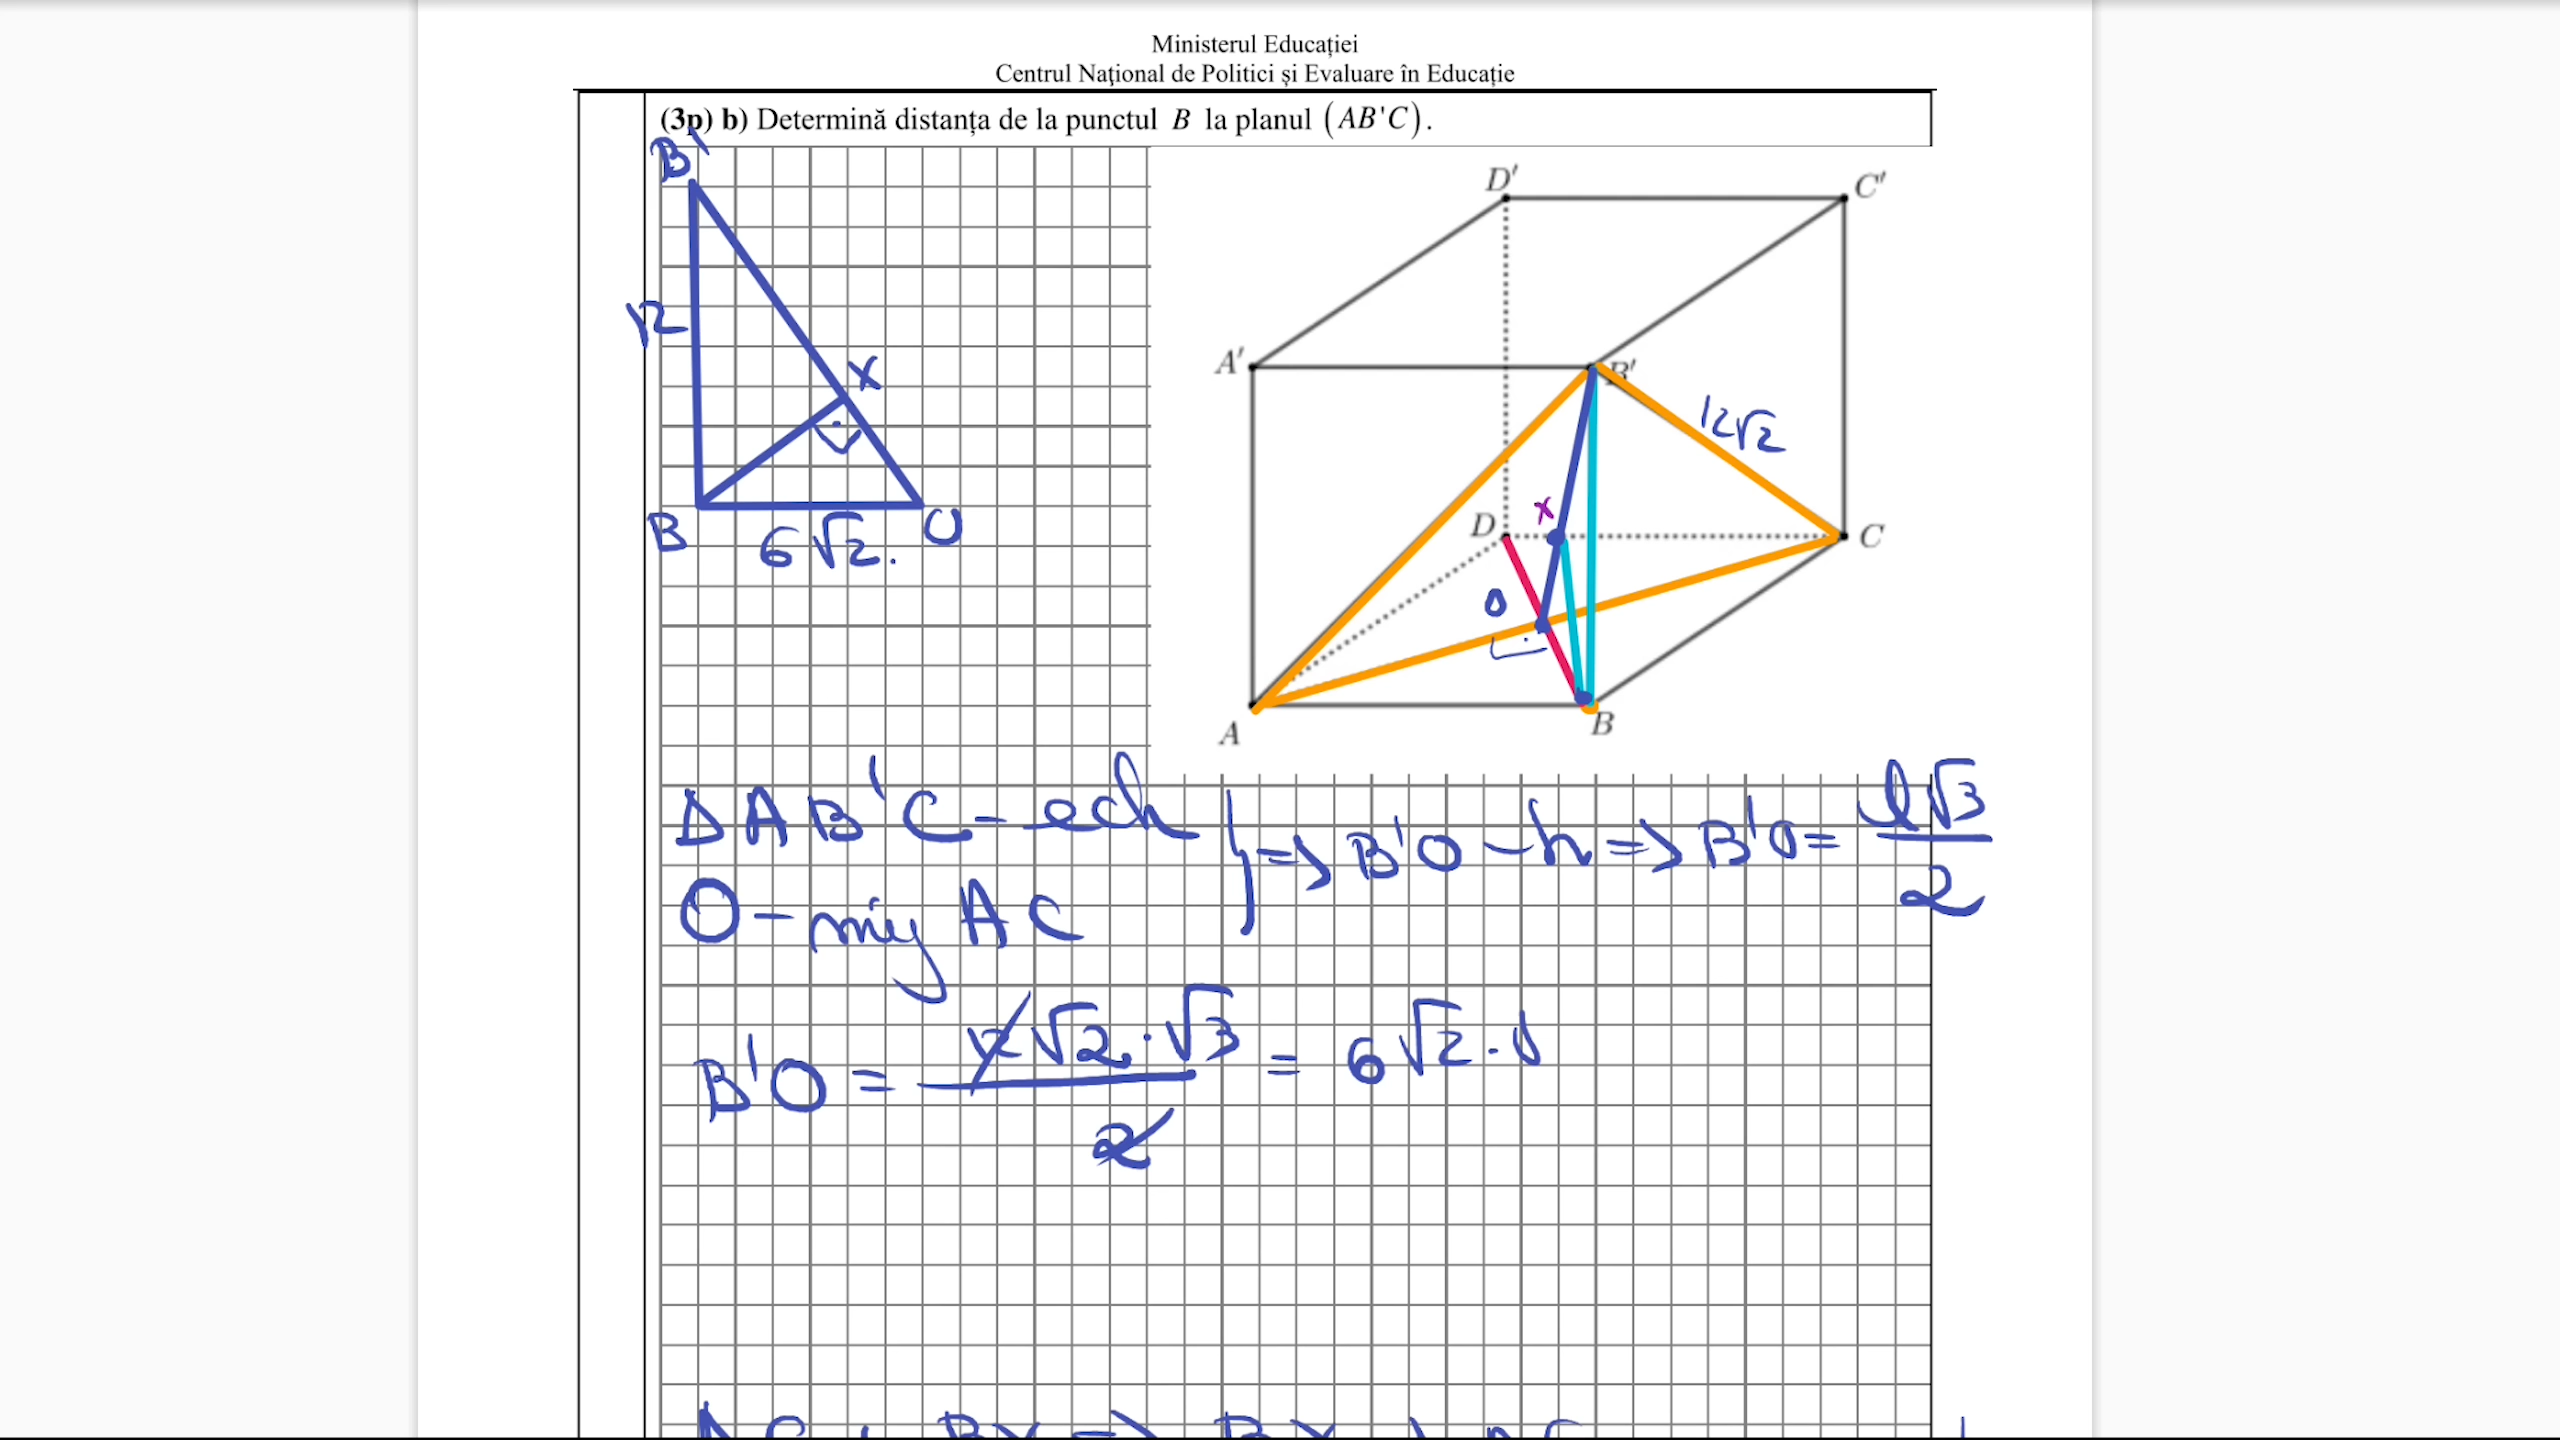 Ministerul Educației
Centrul Național de Politici și Evaluare în Educație
(3p) b) Determină distanța de la punctul B la planul (AB'C).
B'
12
X
B
6√2.
O
D'
C'
A'
B'
12√2
D
X
C
O
A
B
Δ AB'C - ech
O - mij AC
} => B'O - h => B'O = l√3 / 2
B'O = 12√2 · √3 / 2 = 6√2 ·